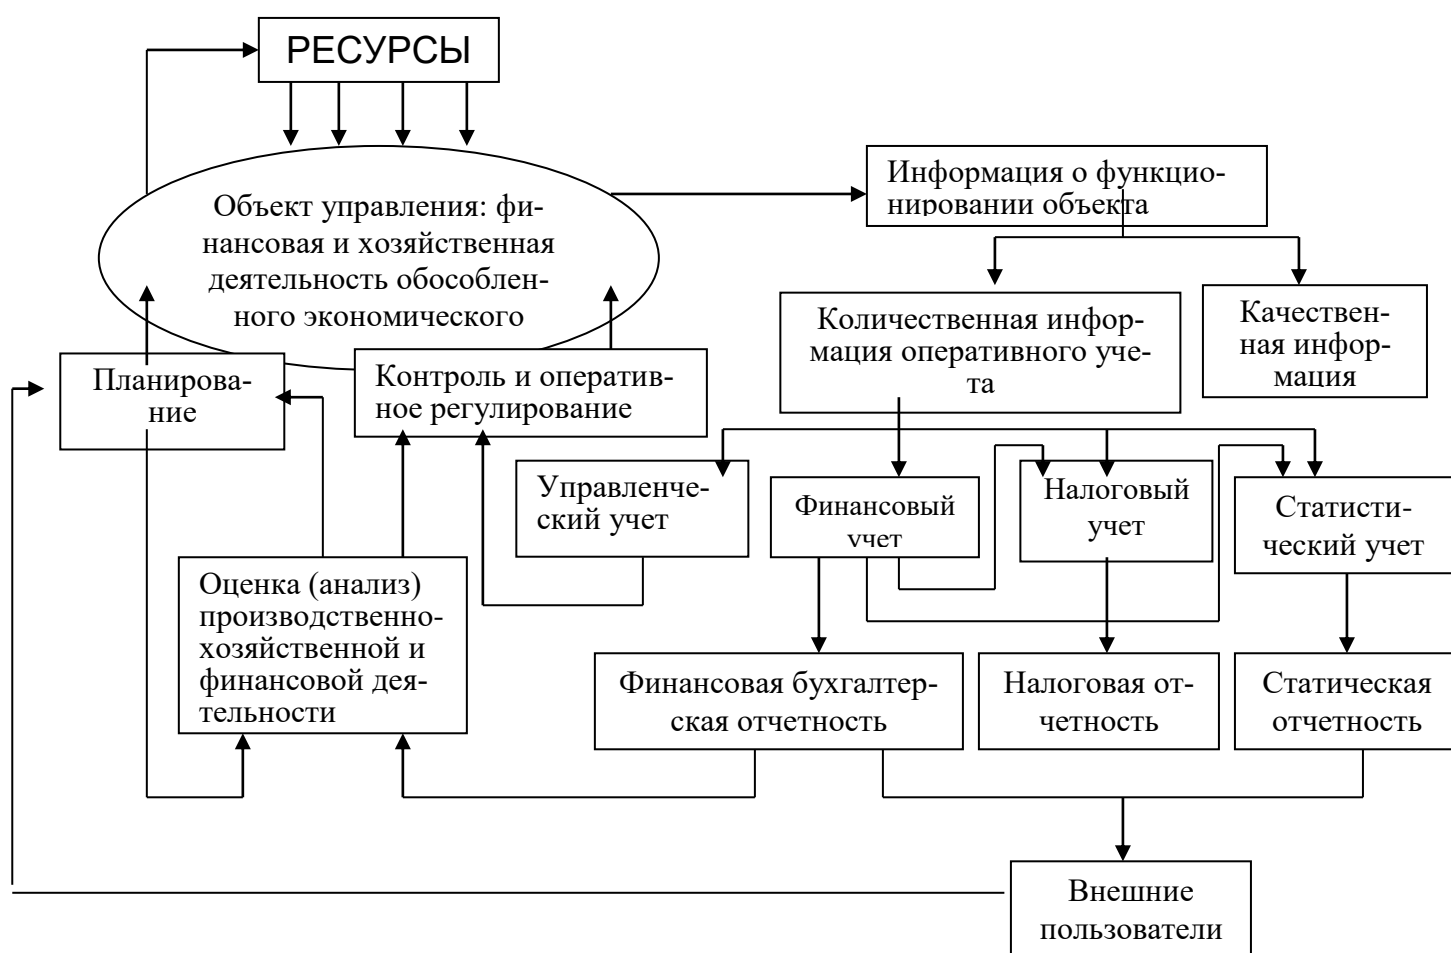 РЕСУРСЫ
Объект управления: фи-
нансовая и хозяйственная
деятельность обособлен-
ного экономического
Информация о функцио-
нировании объекта
Количественная инфор-
мация оперативного уче-
та
Качествен-
ная инфор-
мация
Планирова-
ние
Контроль и оператив-
ное регулирование
Управленче-
ский учет
Финансовый
учет
Налоговый
учет
Статисти-
ческий учет
Оценка (анализ)
производственно-
хозяйственной и
финансовой дея-
тельности
Финансовая бухгалтер-
ская отчетность
Налоговая от-
четность
Статическая
отчетность
Внешние
пользователи